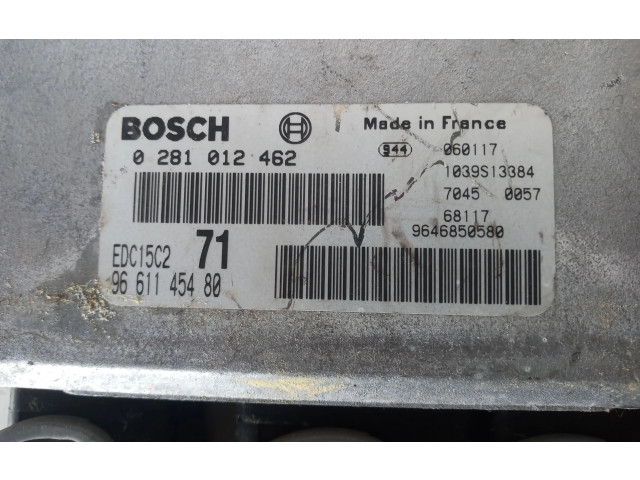 BOSCH
Made in France
0 281 012 462
944 060117
1039S13384
7045 0057
68117
9646850580
EDC15C2 71
96 611 454 80